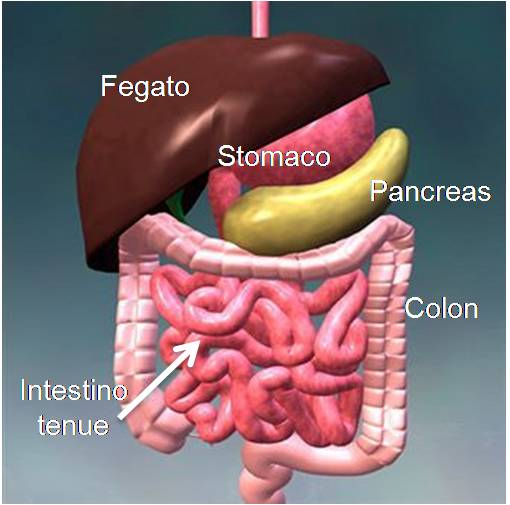 Fegato
Stomaco
Pancreas
Colon
Intestino
tenue